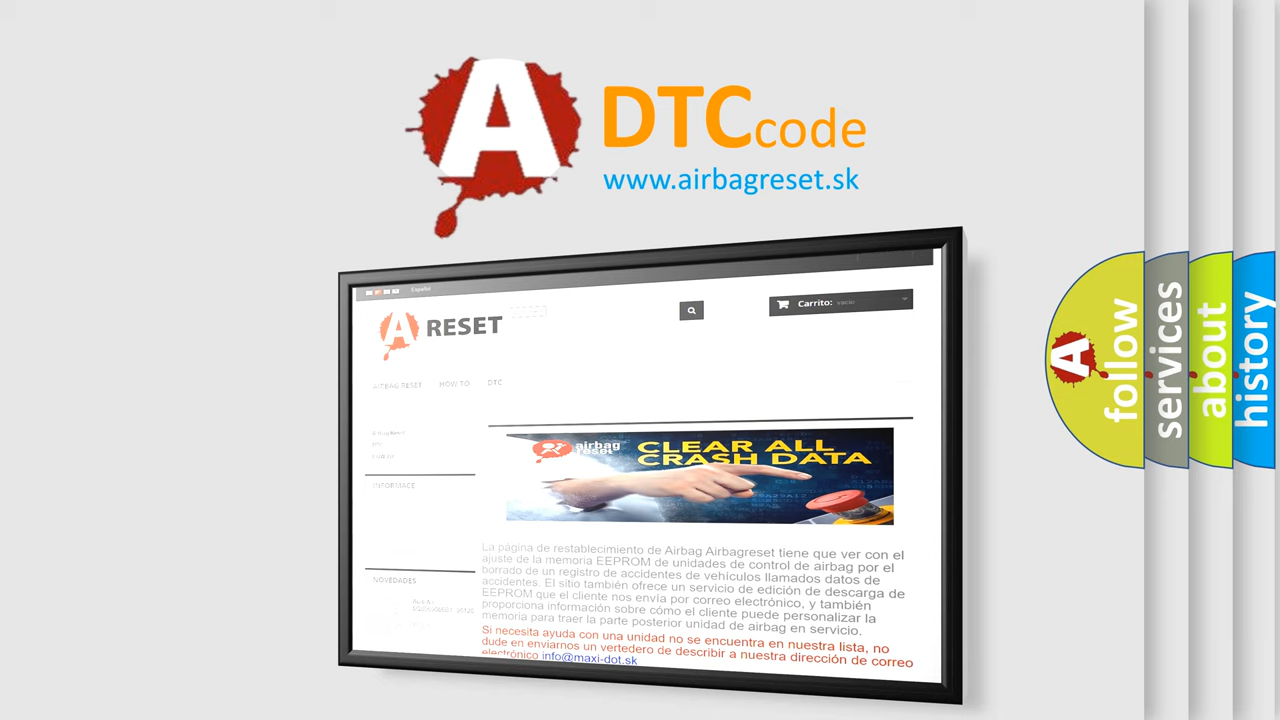 A DTCcode
www.airbagreset.sk
Español
A RESET
Carrito: vacío
AIRBAG RESET HOW TO DTC
INFORMACE
NOVEDADES
airbag
reset
CLEAR ALL
CRASH DATA
La página de restablecimiento de Airbag Airbagreset tiene que ver con el
ajuste de la memoria EEPROM de unidades de control de airbag por el
borrado de un registro de accidentes de vehículos llamados datos de
accidentes. El sitio también ofrece un servicio de edición de descarga de
EEPROM que el cliente nos envía por correo electrónico, y también
proporciona información sobre cómo el cliente puede personalizar la
memoria para traer la parte posterior unidad de airbag en servicio.
Si necesita ayuda con una unidad no se encuentra en nuestra lista, no
dude en enviarnos un vertedero de describir a nuestra dirección de correo
electrónico info@maxi-dot.sk
A
follow
services
about
history